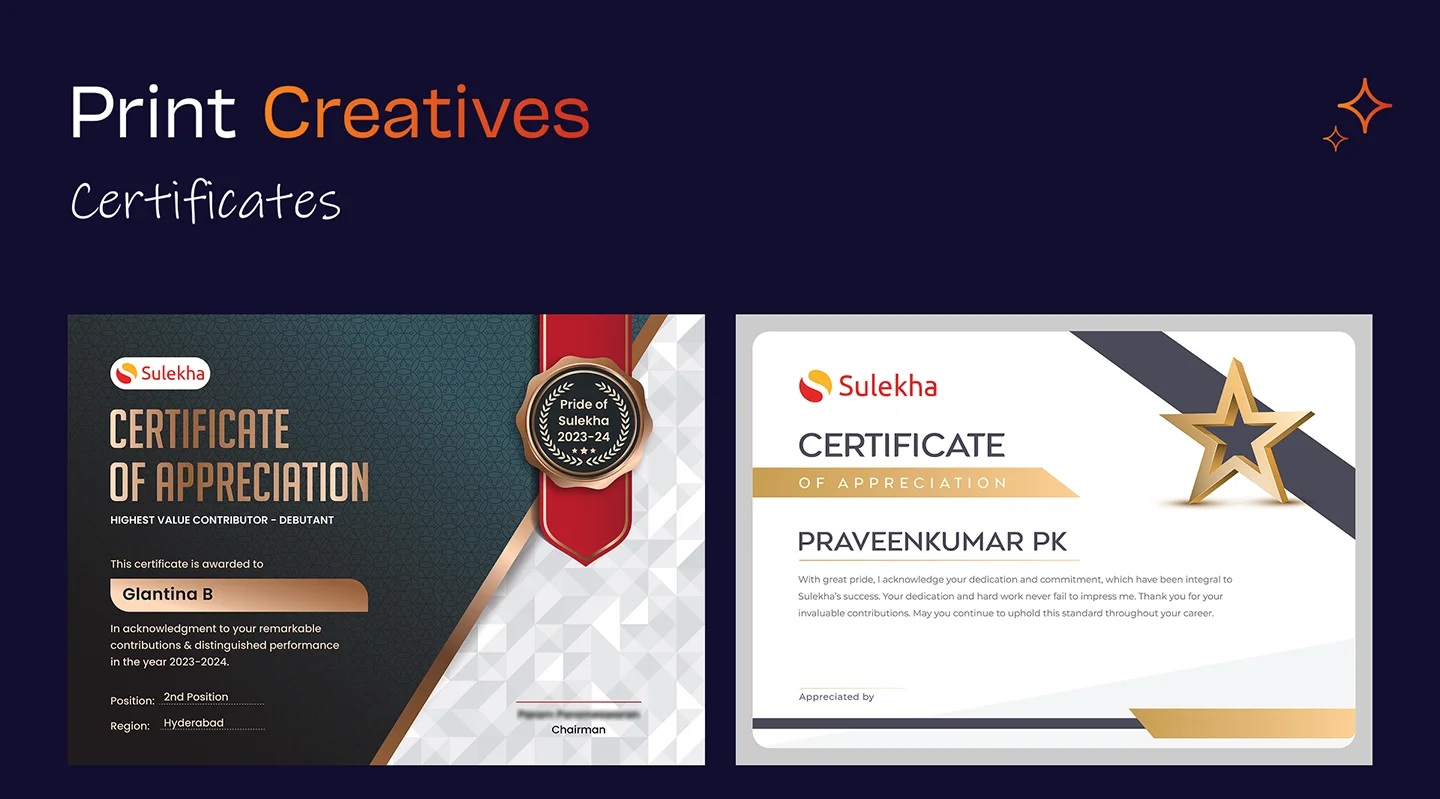 Print Creatives
Certificates
Sulekha
CERTIFICATE
OF APPRECIATION
HIGHEST VALUE CONTRIBUTOR - DEBUTANT
This certificate is awarded to
Glantina B
In acknowledgment to your remarkable
contributions & distinguished performance
in the year 2023-2024.
Position: 2nd Position
Region: Hyderabad
Pride of
Sulekha
2023-24
Chairman
Sulekha
CERTIFICATE
OF APPRECIATION
PRAVEENKUMAR PK
With great pride, I acknowledge your dedication and commitment, which have been integral to
Sulekha's success. Your dedication and hard work never fail to impress me. Thank you for your
invaluable contributions. May you continue to uphold this standard throughout your career.
Appreciated by